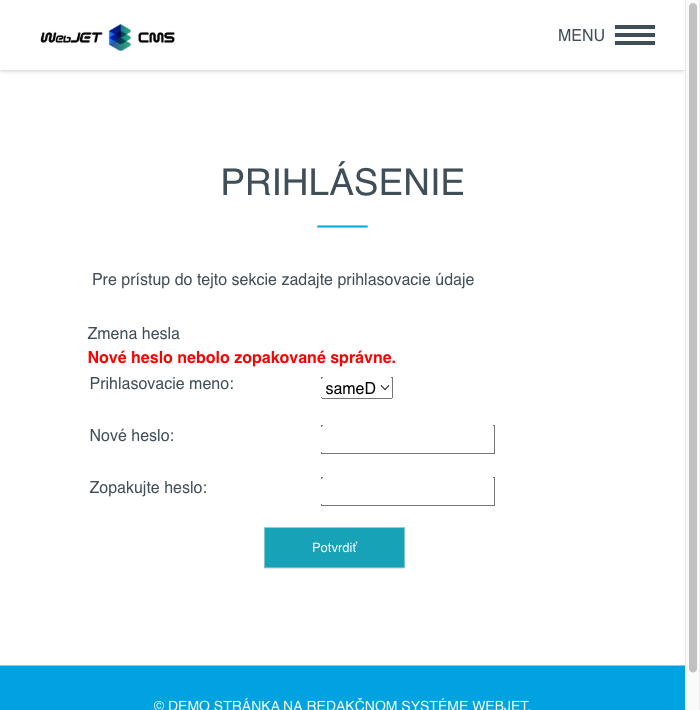 WebJET CMS
MENU
PRIHLÁSENIE
Pre prístup do tejto sekcie zadajte prihlasovacie údaje
Zmena hesla
Nové heslo nebolo zopakované správne.
Prihlasovacie meno: sameD
Nové heslo:
Zopakujte heslo:
Potvrdiť
© DEMO STRÁNKA NA REDAKČNOM SYSTÉME WEBJET.